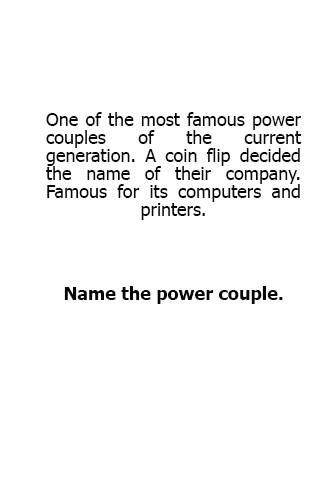 One of the most famous power
couples of the current
generation. A coin flip decided
the name of their company.
Famous for its computers and
printers.
Name the power couple.